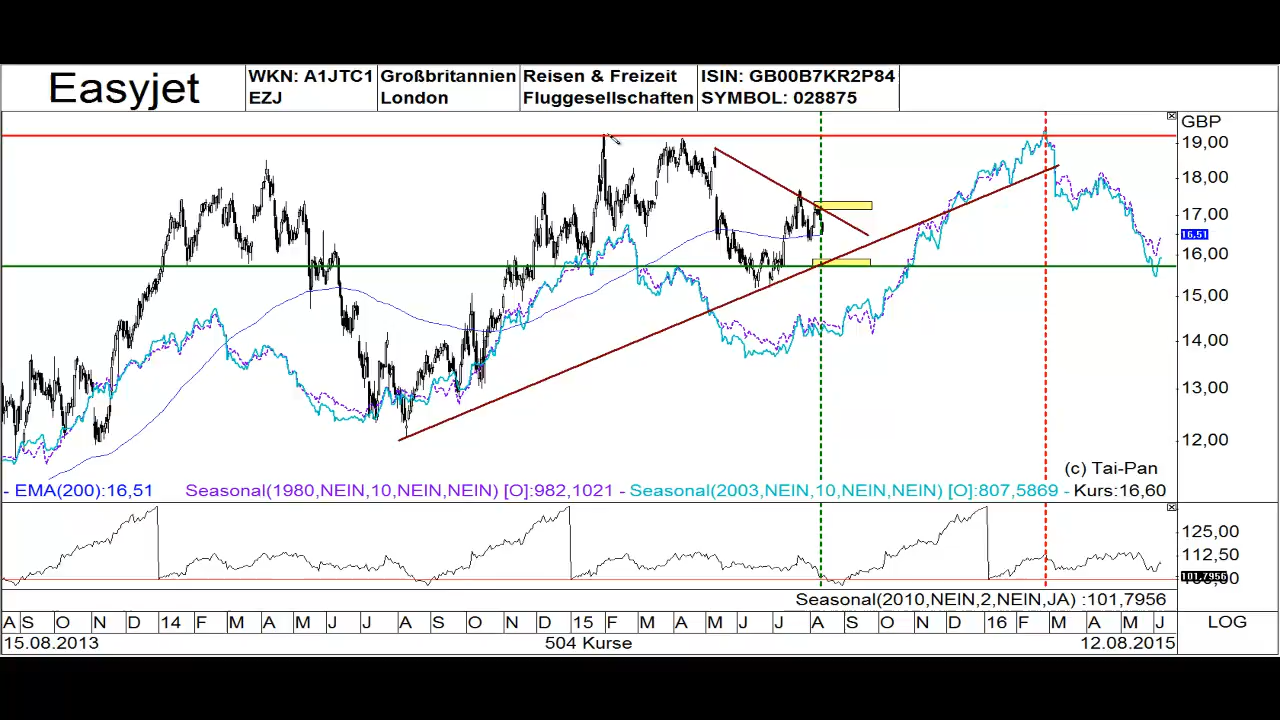 Easyjet
WKN: A1JTC1 Großbritannien Reisen & Freizeit ISIN: GB00B7KR2P84
EZJ London Fluggesellschaften SYMBOL: 028875
GBP
19,00
18,00
17,00
16,51
16,00
15,00
14,00
13,00
12,00
(c) Tai-Pan
- EMA(200):16,51 Seasonal(1980,NEIN,10,NEIN,NEIN) [O]:982,1021 - Seasonal(2003,NEIN,10,NEIN,NEIN) [O]:807,5869 - Kurs:16,60
125,00
112,50
101,7956
Seasonal(2010,NEIN,2,NEIN,JA) :101,7956
A S O N D 14 F M A M J J A S O N D 15 F M A M J J A S O N D 16 F M A M J LOG
15.08.2013 504 Kurse 12.08.2015